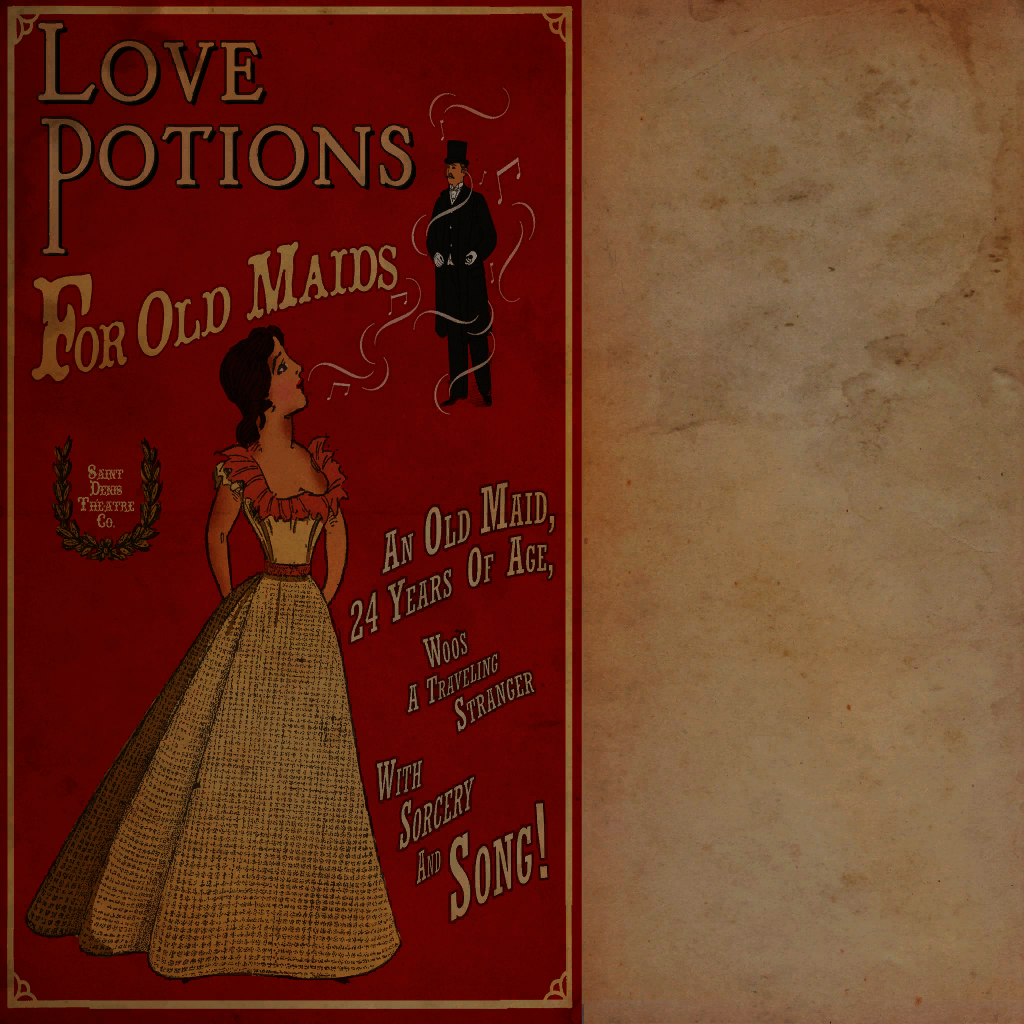 LOVE
POTIONS
FOR OLD MAIDS
SAINT
DENIS
THEATRE
CO.
AN OLD MAID,
24 YEARS OF AGE,
WOOS
A TRAVELING
STRANGER
WITH
SORCERY
AND SONG!